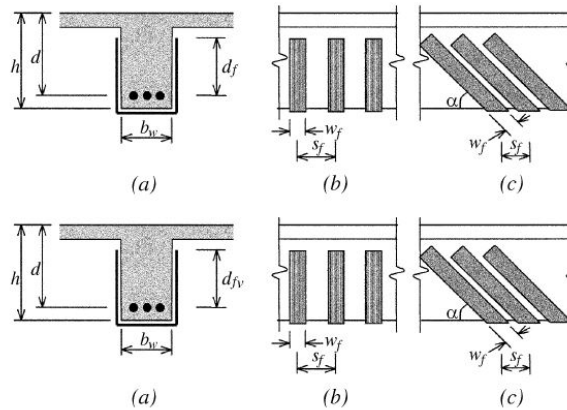 h
d
d_f
b_w
w_f
s_f
α
w_f
s_f
(a)
(b)
(c)
h
d
d_fv
b_w
w_f
s_f
α
w_f
s_f
(a)
(b)
(c)